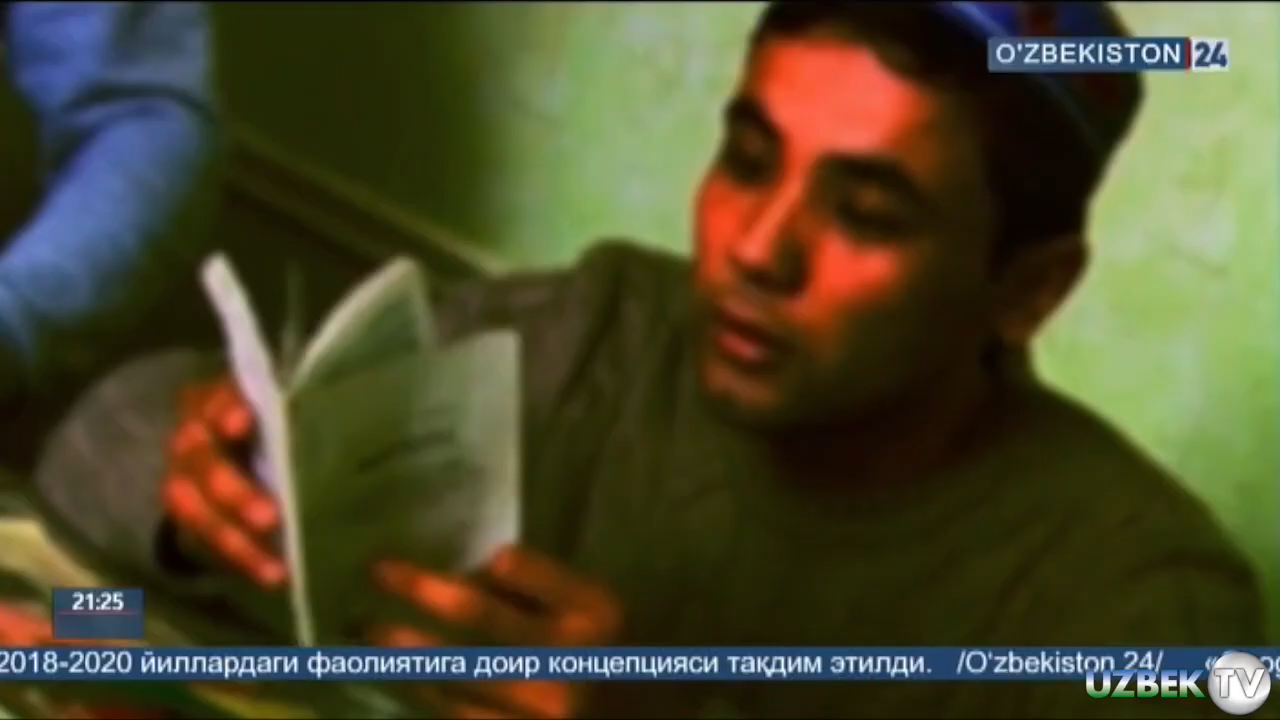 O'ZBEKISTON 24
21:25
2018-2020 йиллардаги фаолиятига доир концепцияси тақдим этилди. /O'zbekiston 24/
UZBEK TV